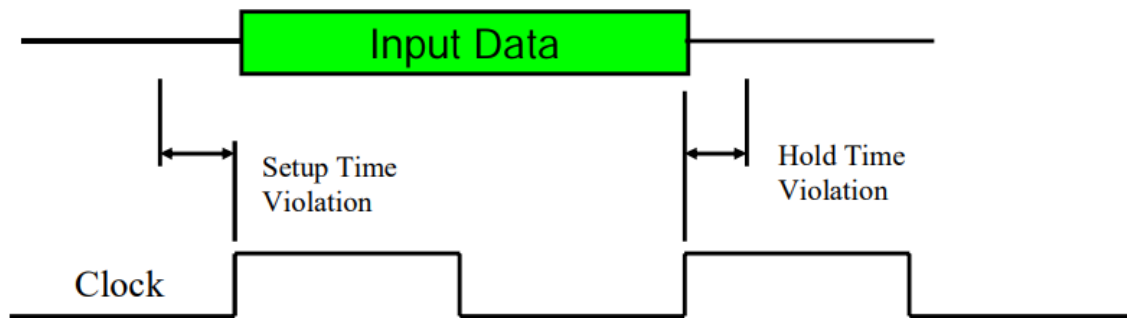 Input Data
Setup Time
Violation
Hold Time
Violation
Clock